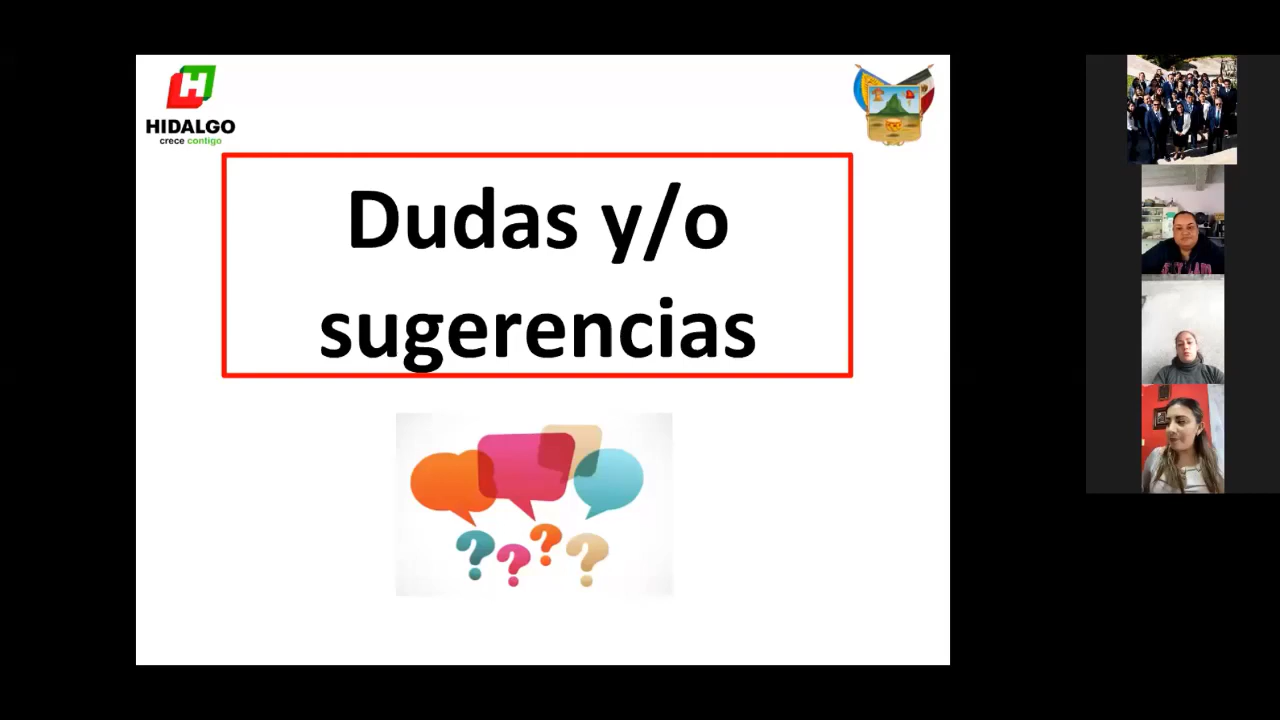 HIDALGO
crece contigo
Dudas y/o
sugerencias
? ? ? ?